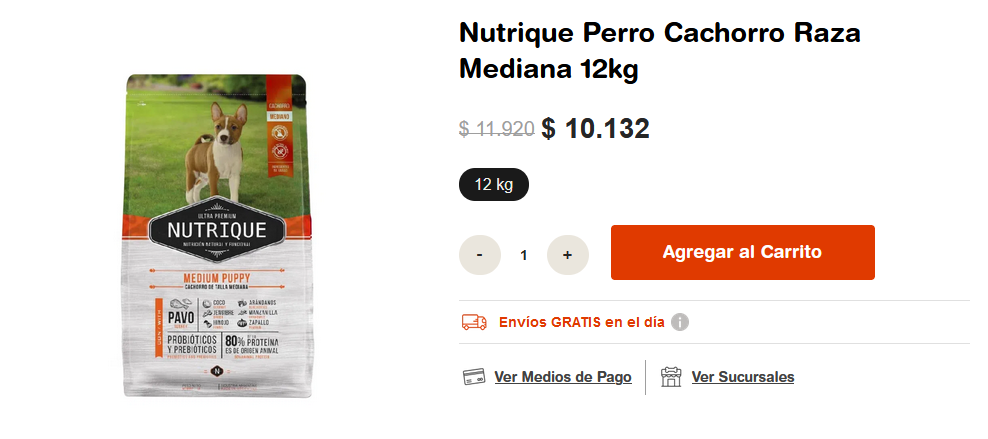 Nutrique Perro Cachorro Raza
Mediana 12kg
$ 11.920 $ 10.132
12 kg
- 1 +
Agregar al Carrito
Envíos GRATIS en el día i
Ver Medios de Pago
Ver Sucursales
CACHORRO
MEDIANO
ULTRA PREMIUM
NUTRIQUE
NUTRICIÓN NATURAL Y FUNCIONAL
MEDIUM PUPPY
CACHORRO DE TALLA MEDIANA
PAVO
COCO
JENGIBRE
HINOJO
ARÁNDANOS
MANZANILLA
ZAPALLO
PROBIÓTICOS
Y PREBIÓTICOS
80% PROTEÍNA
ES DE ORIGEN ANIMAL
N